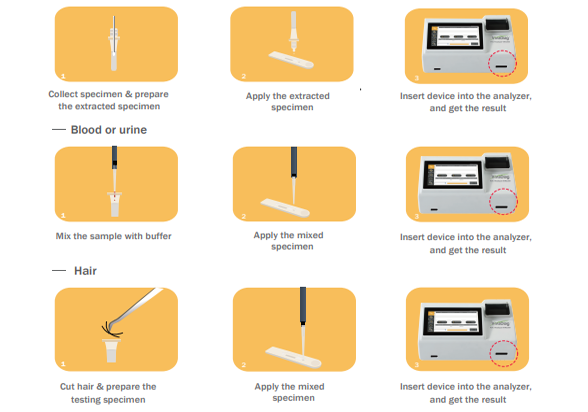 1
2
3
Collect specimen & prepare
the extracted specimen
Apply the extracted
specimen
Insert device into the analyzer,
and get the result
Blood or urine
1
2
3
Mix the sample with buffer
Apply the mixed
specimen
Insert device into the analyzer,
and get the result
Hair
1
2
3
Cut hair & prepare the
testing specimen
Apply the mixed
specimen
Insert device into the analyzer,
and get the result